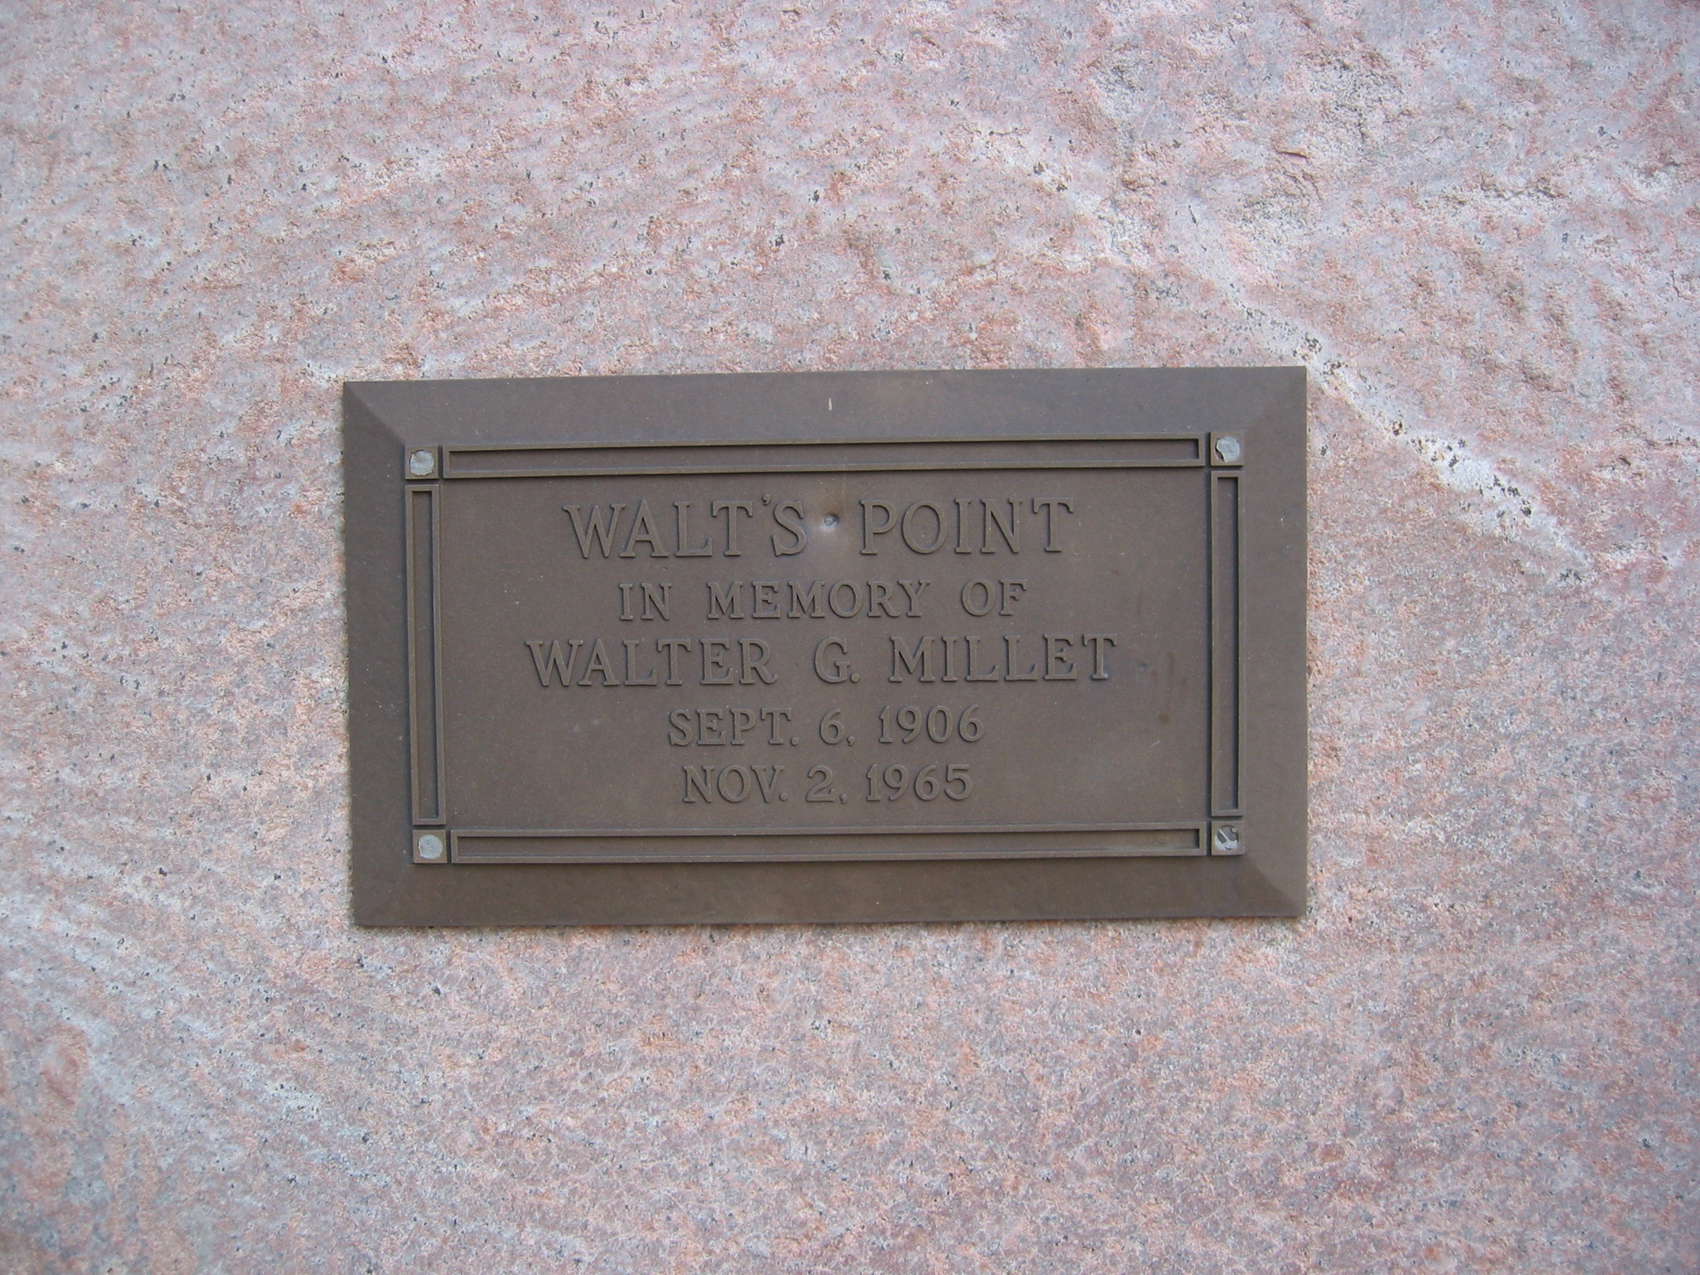 WALT'S POINT
IN MEMORY OF
WALTER G. MILLET
SEPT. 6, 1906
NOV. 2, 1965